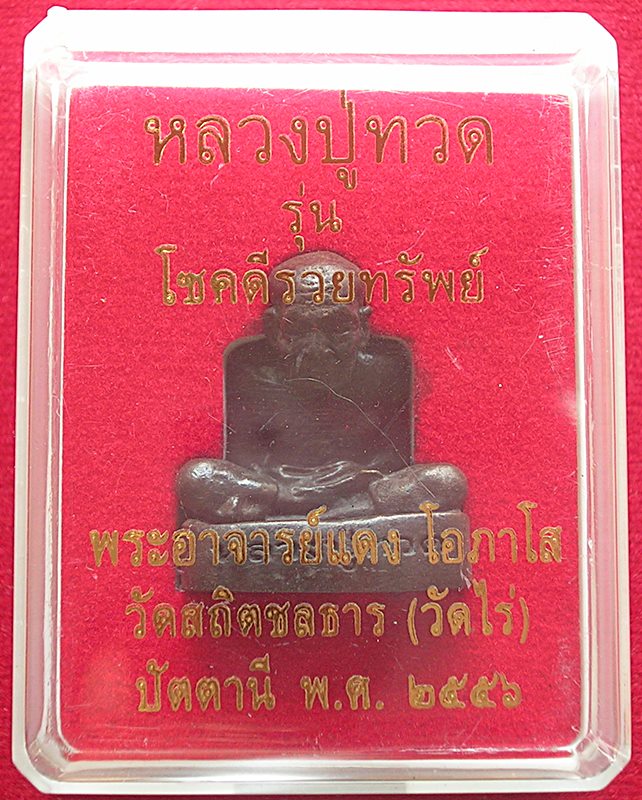 หลวงปู่ทวด
รุ่น
โชคดีรวยทรัพย์
พระอาจารย์แดง โอภาโส
วัดสถิตชลธาร (วัดไร่)
ปัตตานี พ.ศ. ๒๕๕๖